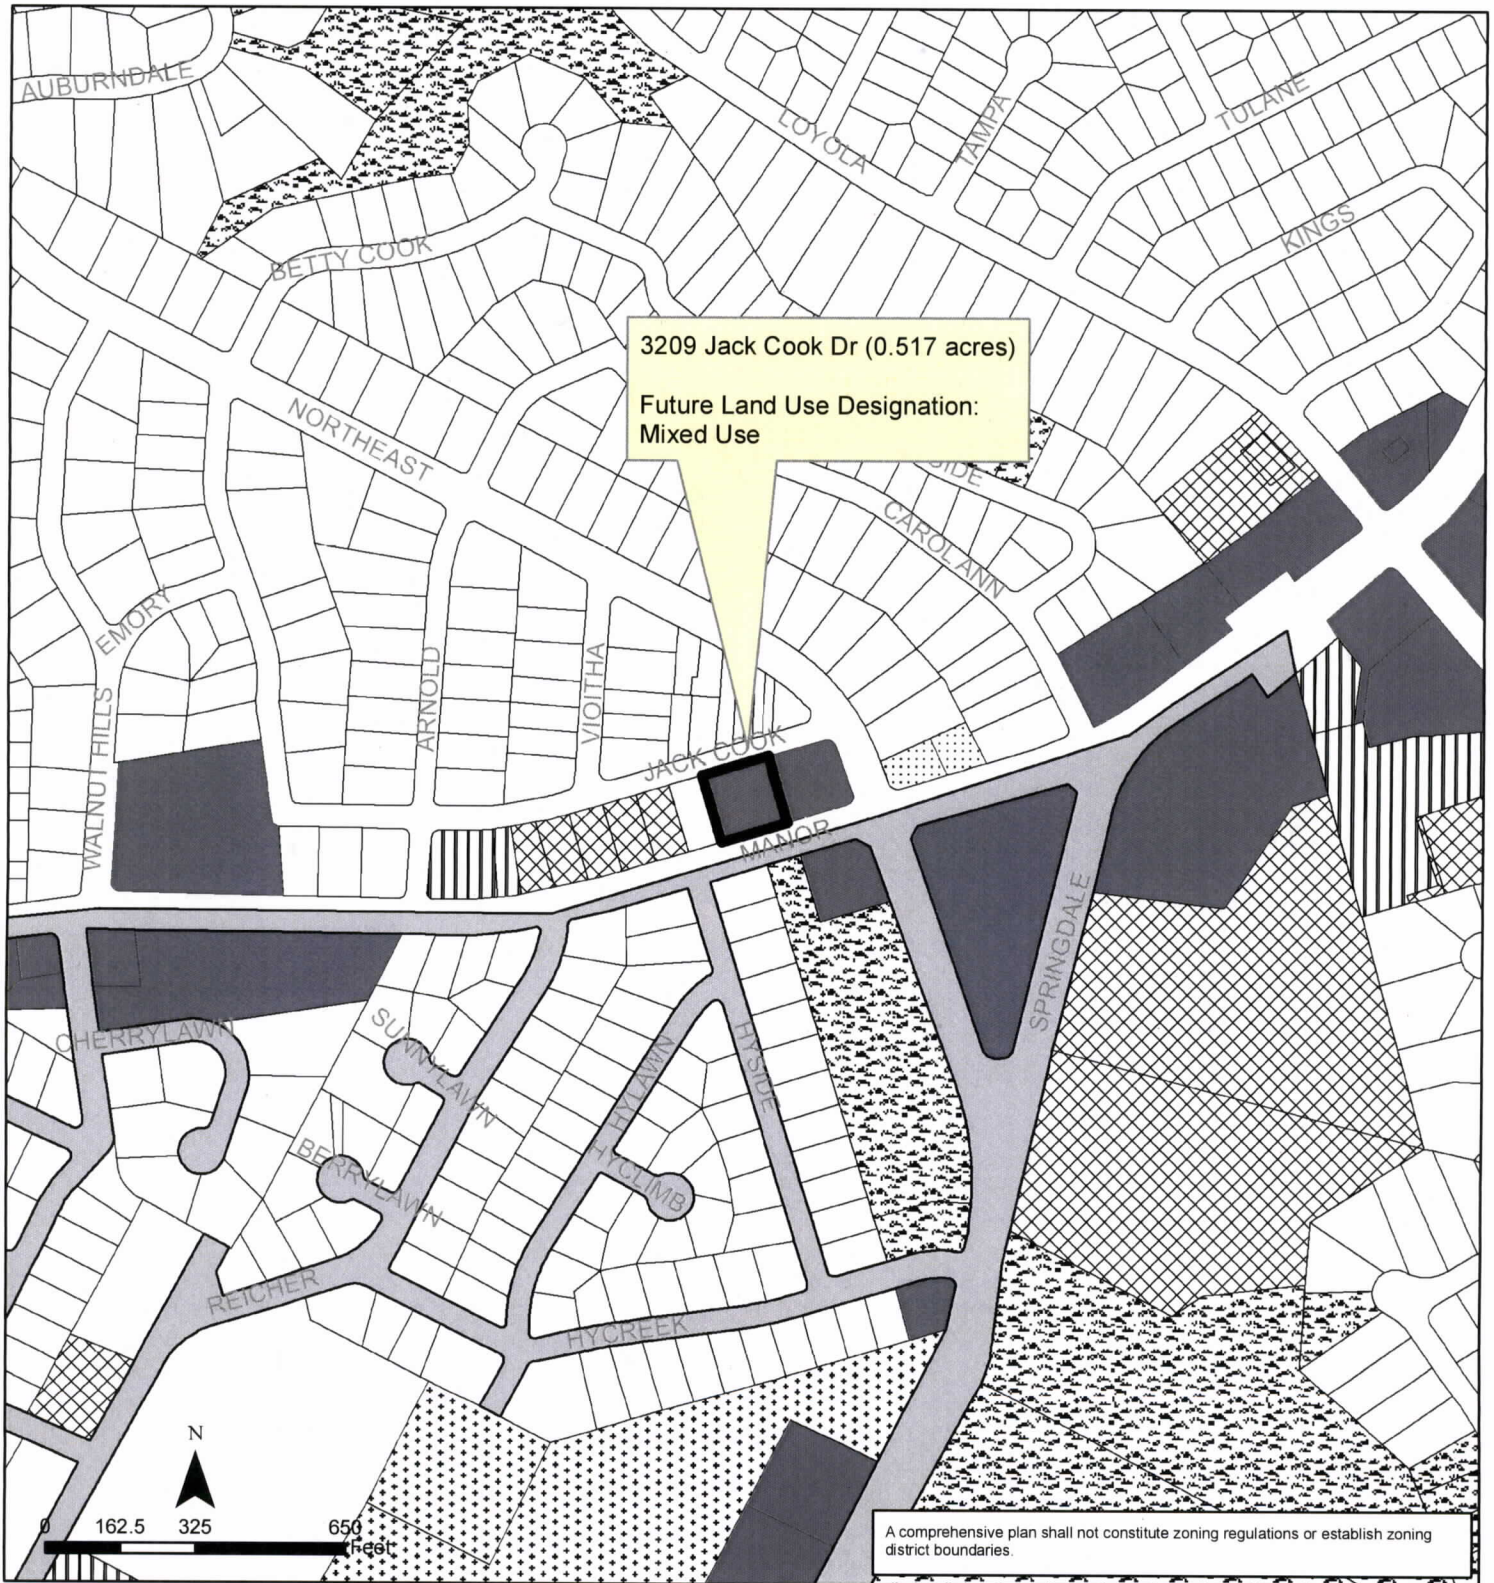 AUBURNDALE
LOYOLA
TAMPA
TULANE
KINGS
BETTY COOK
3209 Jack Cook Dr (0.517 acres)
Future Land Use Designation:
Mixed Use
NORTHEAST
CAROL ANN
EMORY
WALNUT HILLS
ARNOLD
VIOITHA
JACK COOK
MANOR
SPRINGDALE
CHERRYLAWN
SUNNYLAWN
HYLAWN
HYSIDE
BERRYLAWN
HYCLIMB
REICHER
HYCREEK
N
0 162.5 325 650
Feet
A comprehensive plan shall not constitute zoning regulations or establish zoning
district boundaries.